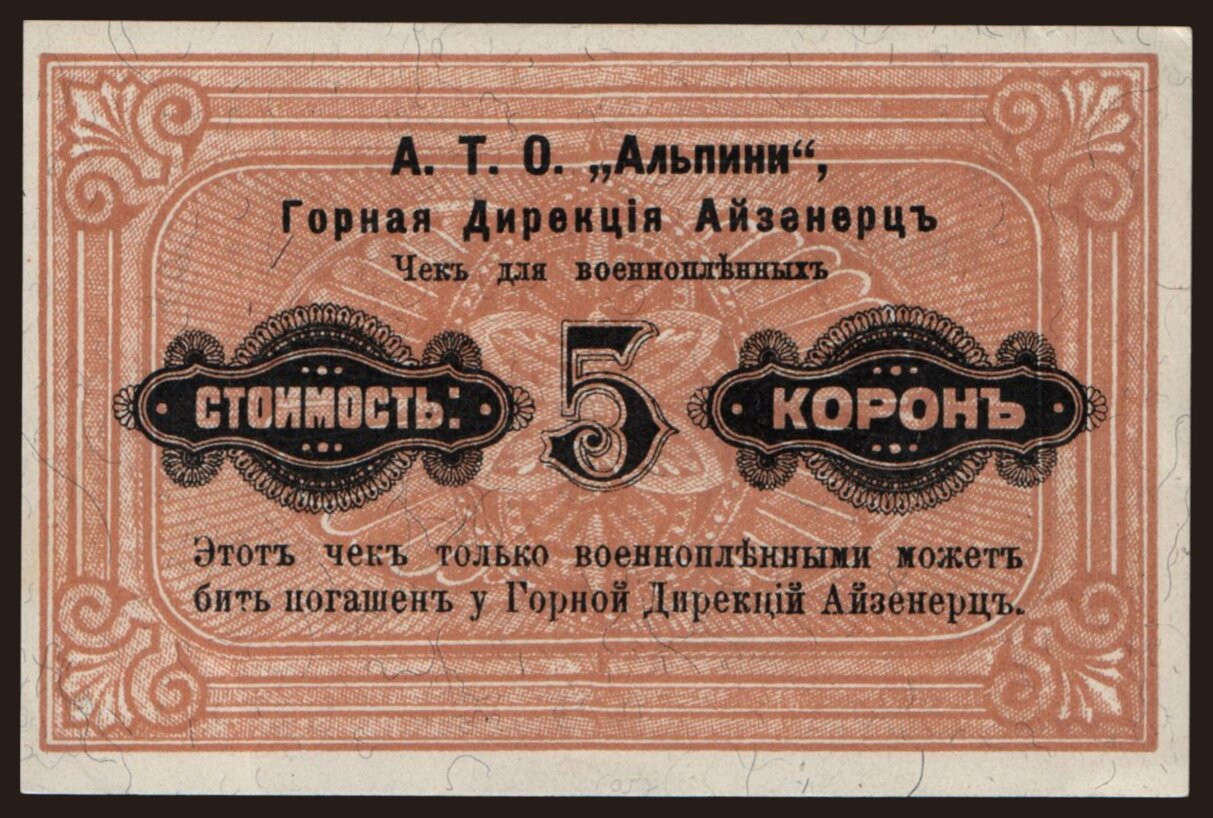 А. Т. О. „Альпини“,
Горная Дирекція Айзэнерцъ
Чекъ для военноплѣнныхъ
СТОИМОСТЬ: 5 КОРОНЪ
Этотъ чекъ только военноплѣнными можетъ
бить погашенъ у Горной Дирекцій Айзенерцъ.